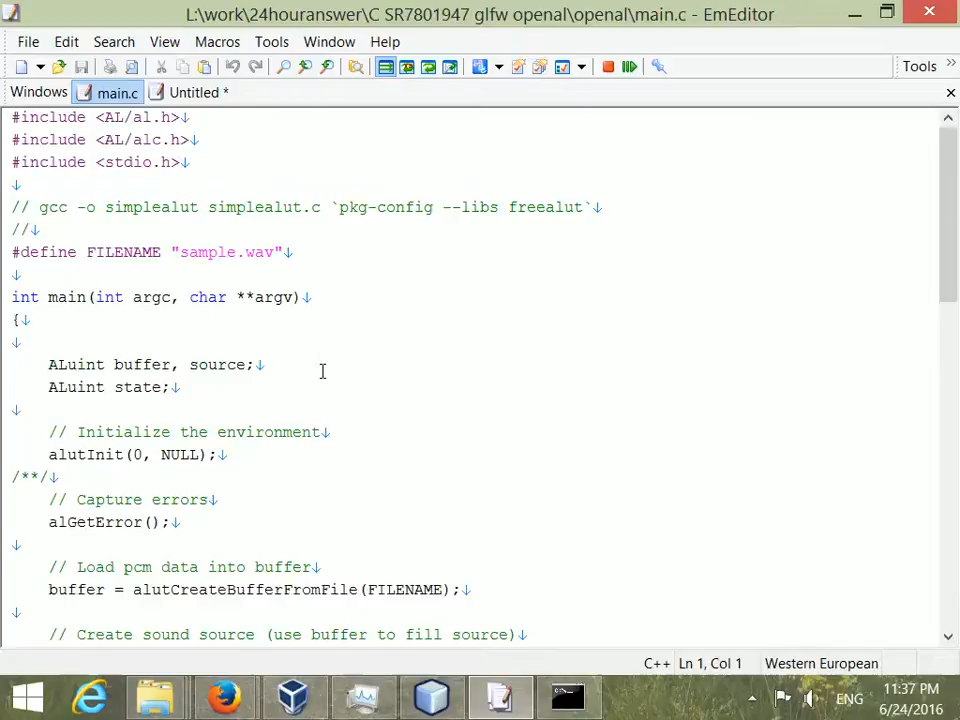 L:\work\24houranswer\C SR7801947 glfw openal\openal\main.c - EmEditor
File Edit Search View Macros Tools Window Help
Tools »
Windows main.c Untitled *
#include <AL/al.h>↓
#include <AL/alc.h>↓
#include <stdio.h>↓
↓
// gcc -o simplealut simplealut.c `pkg-config --libs freealut`↓
//↓
#define FILENAME "sample.wav"↓
↓
int main(int argc, char **argv)↓
{↓
↓
ALuint buffer, source;↓
ALuint state;↓
↓
// Initialize the environment↓
alutInit(0, NULL);↓
/**/↓
// Capture errors↓
alGetError();↓
↓
// Load pcm data into buffer↓
buffer = alutCreateBufferFromFile(FILENAME);↓
↓
// Create sound source (use buffer to fill source)↓
C++ Ln 1, Col 1 Western European
ENG
11:37 PM
6/24/2016